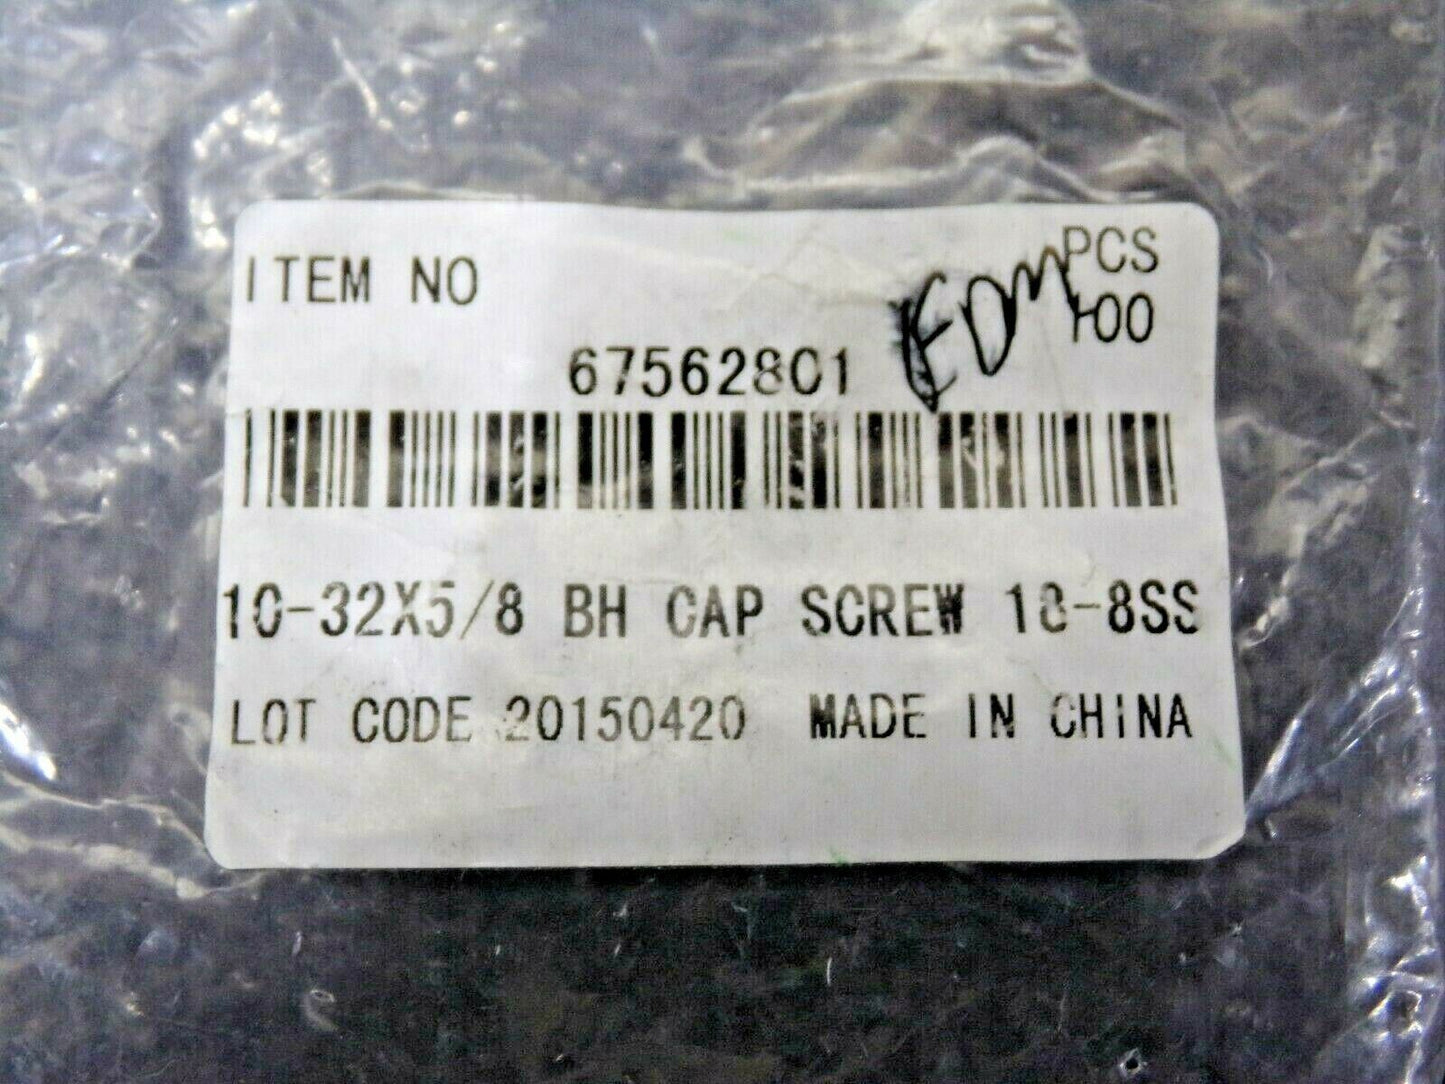 ITEM NO
PCS
100
EDM
67562801
10-32X5/8 BH CAP SCREW 18-8SS
LOT CODE 20150420 MADE IN CHINA